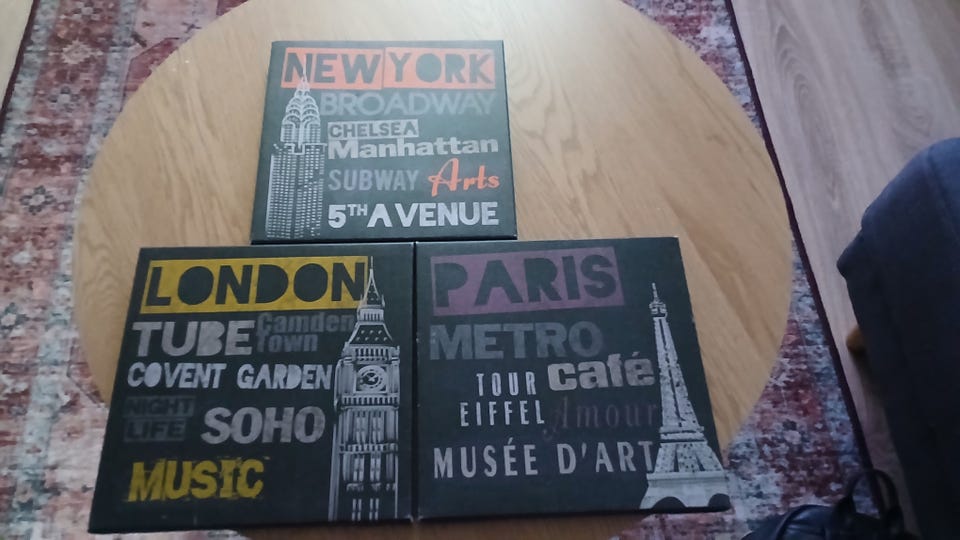 NEW YORK
BROADWAY
CHELSEA
Manhattan
SUBWAY Arts
5TH AVENUE
LONDON
TUBE Camden Town
COVENT GARDEN
NIGHT LIFE SOHO
MUSIC
PARIS
METRO
TOUR EIFFEL café
Amour
MUSÉE D'ART